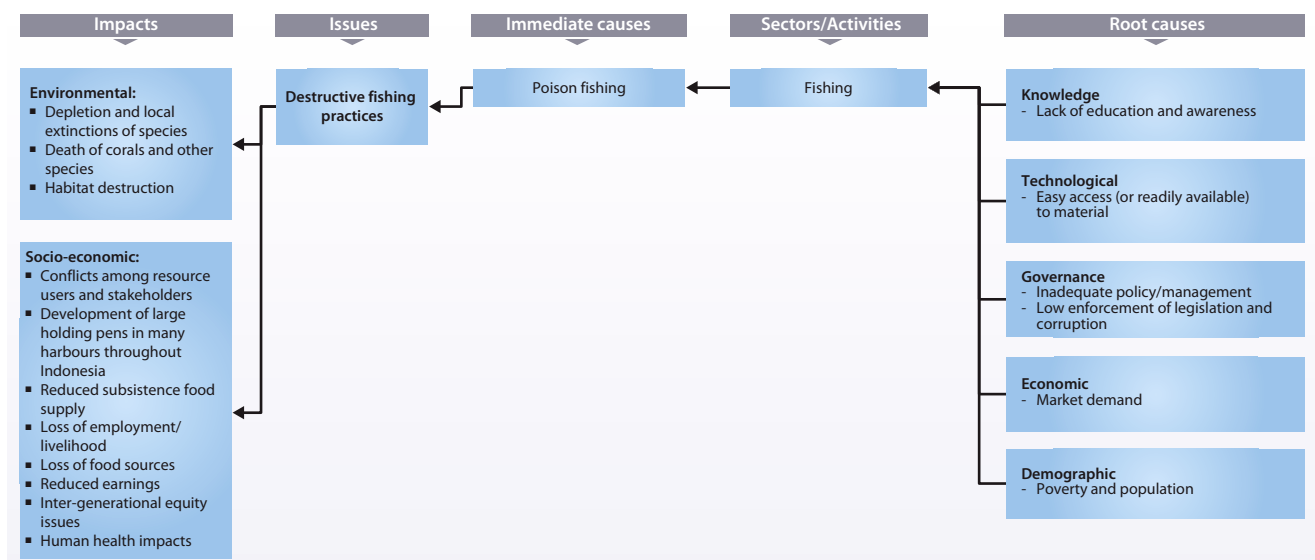 Impacts
Issues
Immediate causes
Sectors/Activities
Root causes
Environmental:
▪ Depletion and local
extinctions of species
▪ Death of corals and other
species
▪ Habitat destruction
Socio-economic:
▪ Conflicts among resource
users and stakeholders
▪ Development of large
holding pens in many
harbours throughout
Indonesia
▪ Reduced subsistence food
supply
▪ Loss of employment/
livelihood
▪ Loss of food sources
▪ Reduced earnings
▪ Inter-generational equity
issues
▪ Human health impacts
Destructive fishing
practices
Poison fishing
Fishing
Knowledge
- Lack of education and awareness
Technological
- Easy access (or readily available)
to material
Governance
- Inadequate policy/management
- Low enforcement of legislation and
corruption
Economic
- Market demand
Demographic
- Poverty and population